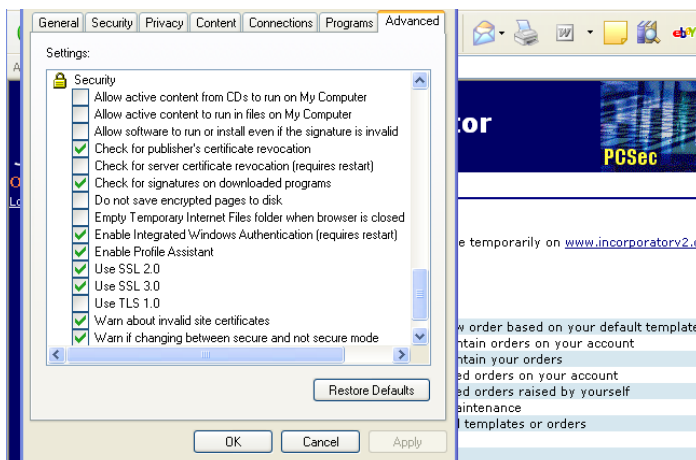 General Security Privacy Content Connections Programs Advanced
Settings:
Security
Allow active content from CDs to run on My Computer
Allow active content to run in files on My Computer
Allow software to run or install even if the signature is invalid
Check for publisher's certificate revocation
Check for server certificate revocation (requires restart)
Check for signatures on downloaded programs
Do not save encrypted pages to disk
Empty Temporary Internet Files folder when browser is closed
Enable Integrated Windows Authentication (requires restart)
Enable Profile Assistant
Use SSL 2.0
Use SSL 3.0
Use TLS 1.0
Warn about invalid site certificates
Warn if changing between secure and not secure mode
Restore Defaults
OK Cancel Apply
W
tor
PCSec
e temporarily on www.incorporatorv2.
w order based on your default template
ntain orders on your account
ntain your orders
ed orders on your account
ed orders raised by yourself
aintenance
templates or orders